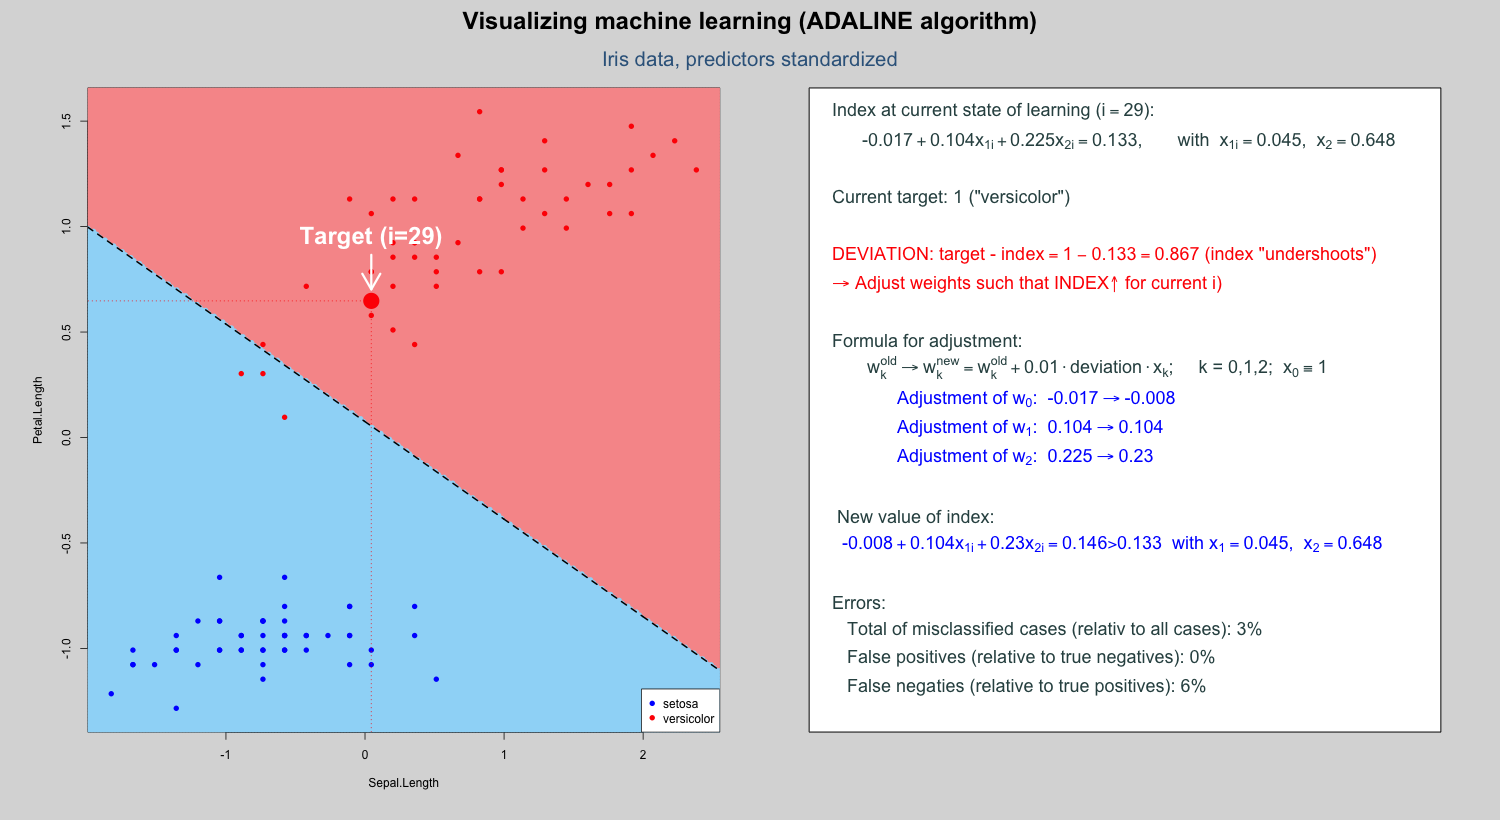 Visualizing machine learning (ADALINE algorithm)
Iris data, predictors standardized
Petal.Length
1.5
1.0
0.5
0.0
-0.5
-1.0
Target (i=29)
setosa
versicolor
-1
0
1
2
Sepal.Length
Index at current state of learning (i = 29):
-0.017 + 0.104x₁ᵢ + 0.225x₂ᵢ = 0.133, with x₁ᵢ = 0.045, x₂ = 0.648
Current target: 1 ("versicolor")
DEVIATION: target - index = 1 − 0.133 = 0.867 (index "undershoots")
→ Adjust weights such that INDEX↑ for current i)
Formula for adjustment:
w_k^old → w_k^new = w_k^old + 0.01 · deviation · x_k; k = 0,1,2; x₀ ≡ 1
Adjustment of w₀: -0.017 → -0.008
Adjustment of w₁: 0.104 → 0.104
Adjustment of w₂: 0.225 → 0.23
New value of index:
-0.008 + 0.104x₁ᵢ + 0.23x₂ᵢ = 0.146>0.133 with x₁ = 0.045, x₂ = 0.648
Errors:
Total of misclassified cases (relativ to all cases): 3%
False positives (relative to true negatives): 0%
False negaties (relative to true positives): 6%